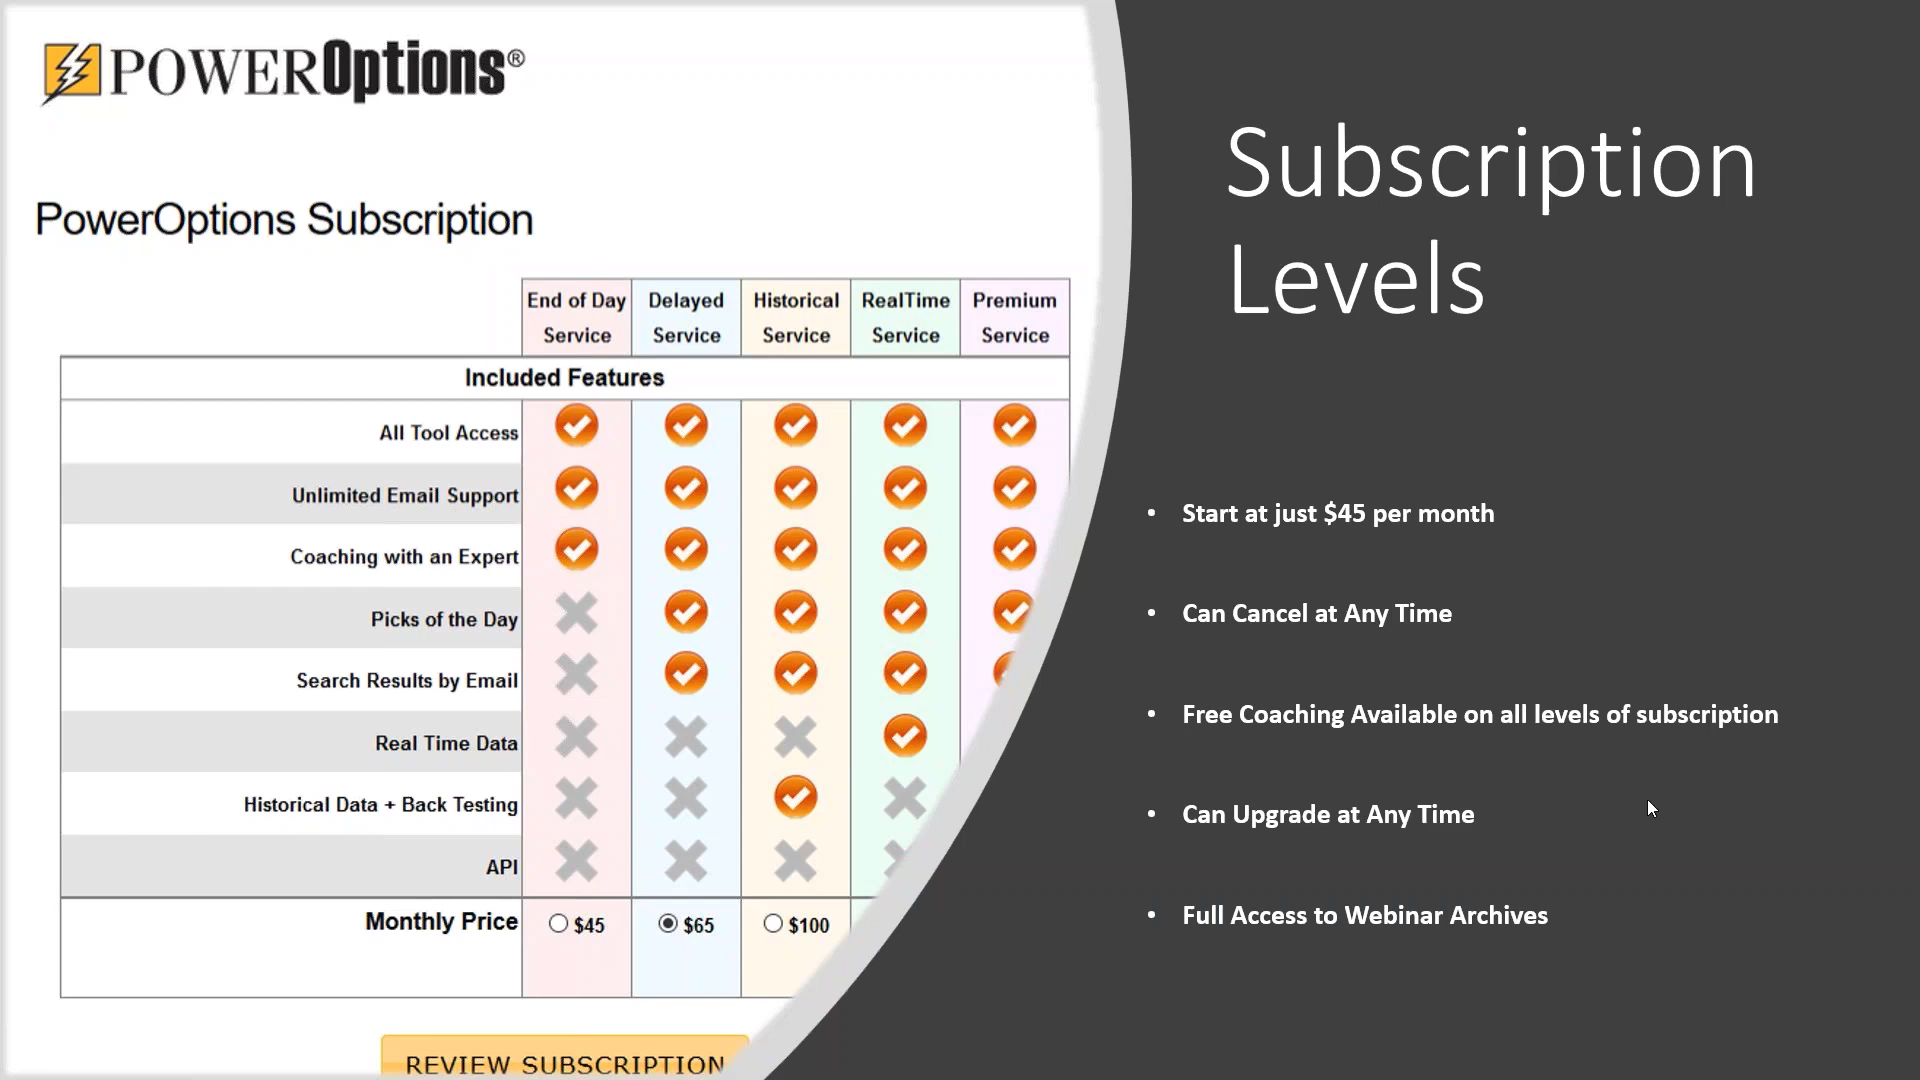 POWEROptions®
PowerOptions Subscription
End of Day Service
Delayed Service
Historical Service
RealTime Service
Premium Service
Included Features
All Tool Access
Unlimited Email Support
Coaching with an Expert
Picks of the Day
Search Results by Email
Real Time Data
Historical Data + Back Testing
API
Monthly Price $45 $65 $100
REVIEW SUBSCRIPTION
Subscription
Levels
• Start at just $45 per month
• Can Cancel at Any Time
• Free Coaching Available on all levels of subscription
• Can Upgrade at Any Time
• Full Access to Webinar Archives